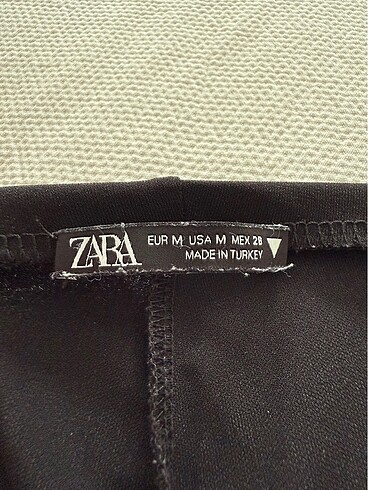 ZARA
EUR M USA M MEX 28
MADE IN TURKEY